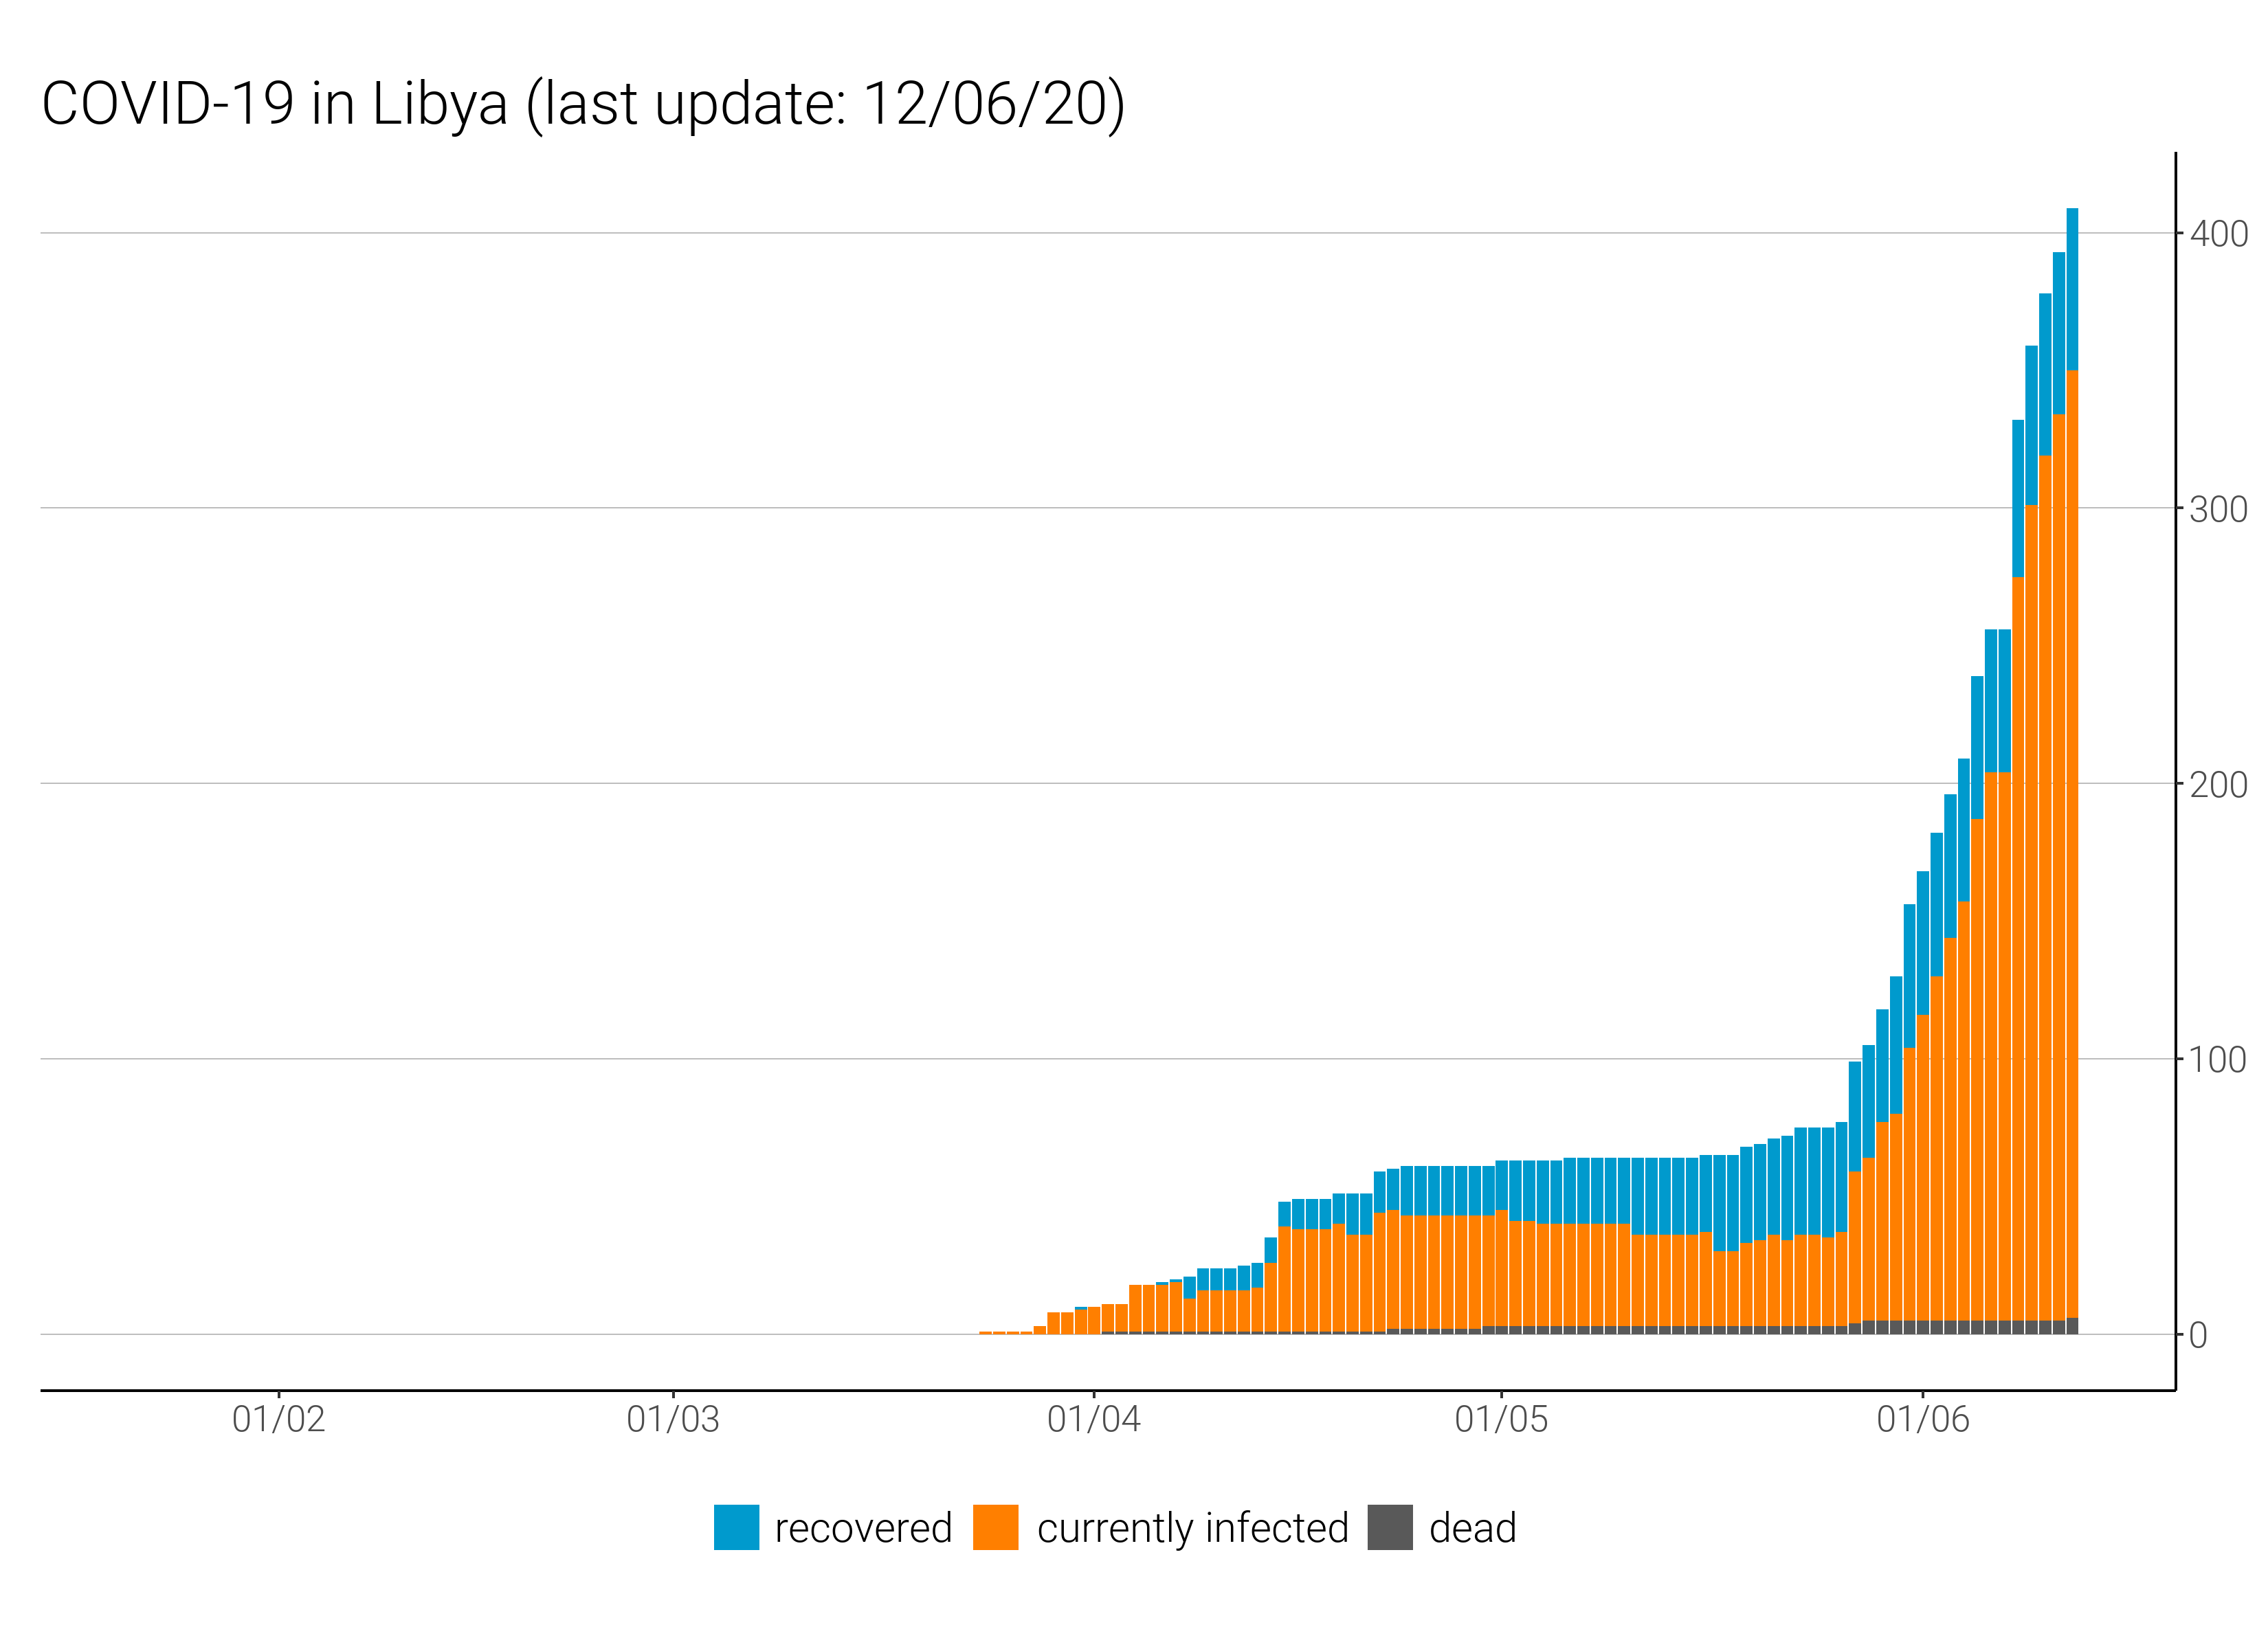 COVID-19 in Libya (last update: 12/06/20)
400
300
200
100
0
01/02 01/03 01/04 01/05 01/06
recovered currently infected dead